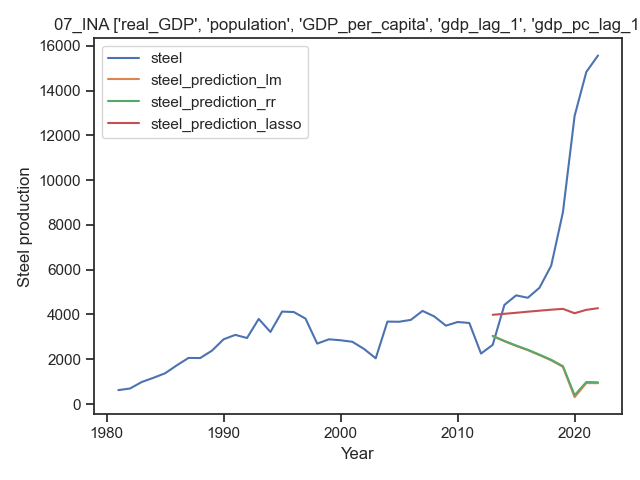 07_INA ['real_GDP', 'population', 'GDP_per_capita', 'gdp_lag_1', 'gdp_pc_lag_1
16000
14000
12000
10000
8000
6000
4000
2000
0
steel
steel_prediction_lm
steel_prediction_rr
steel_prediction_lasso
Steel production
1980
1990
2000
2010
2020
Year